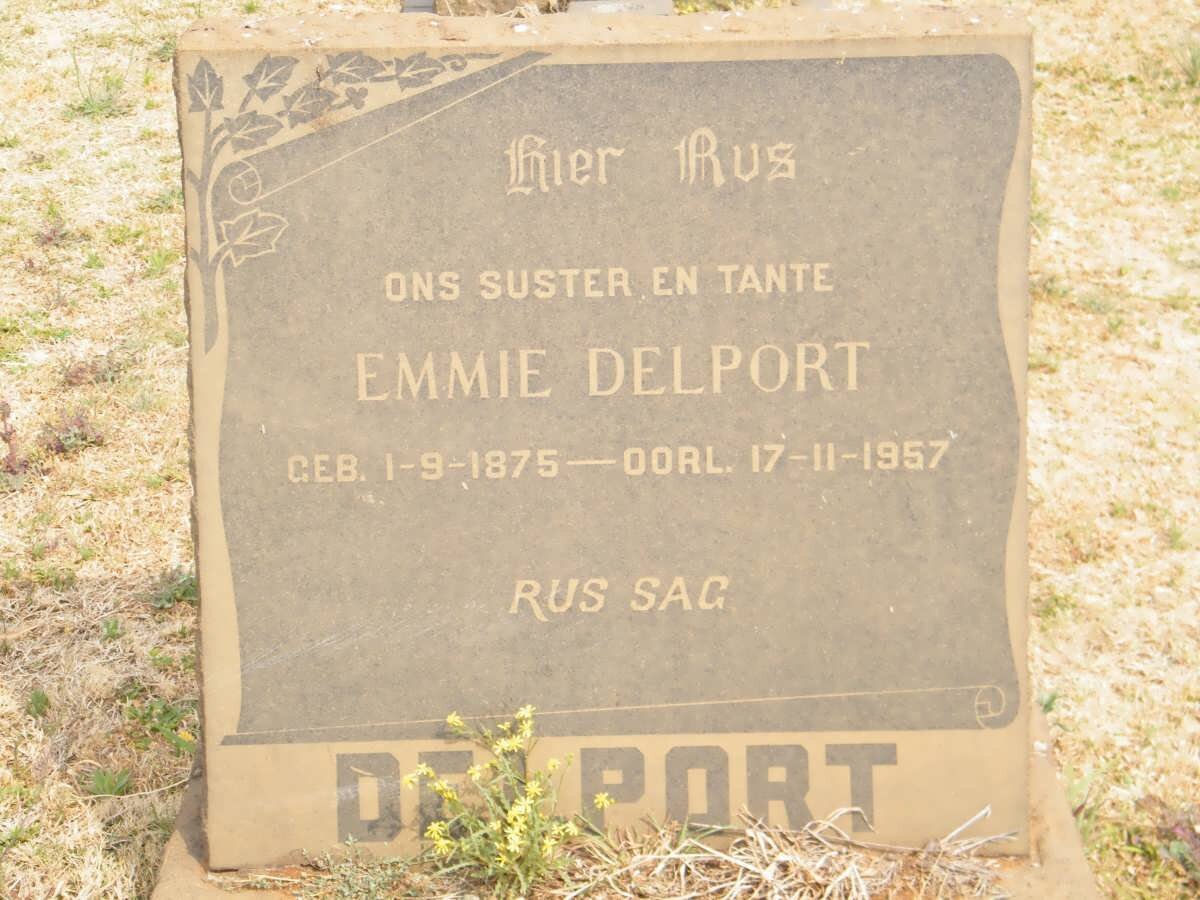 Hier Rus
ONS SUSTER EN TANTE
EMMIE DELPORT
GEB. 1-9-1875 — OORL. 17-11-1957
RUS SAG
DELPORT